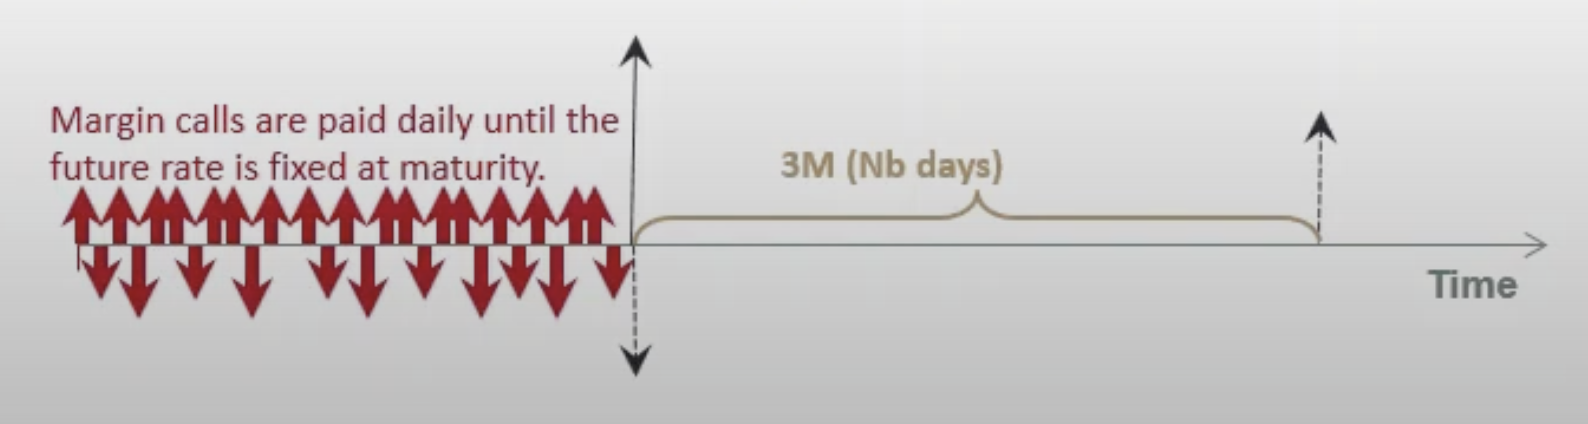 Margin calls are paid daily until the
future rate is fixed at maturity.
3M (Nb days)
Time